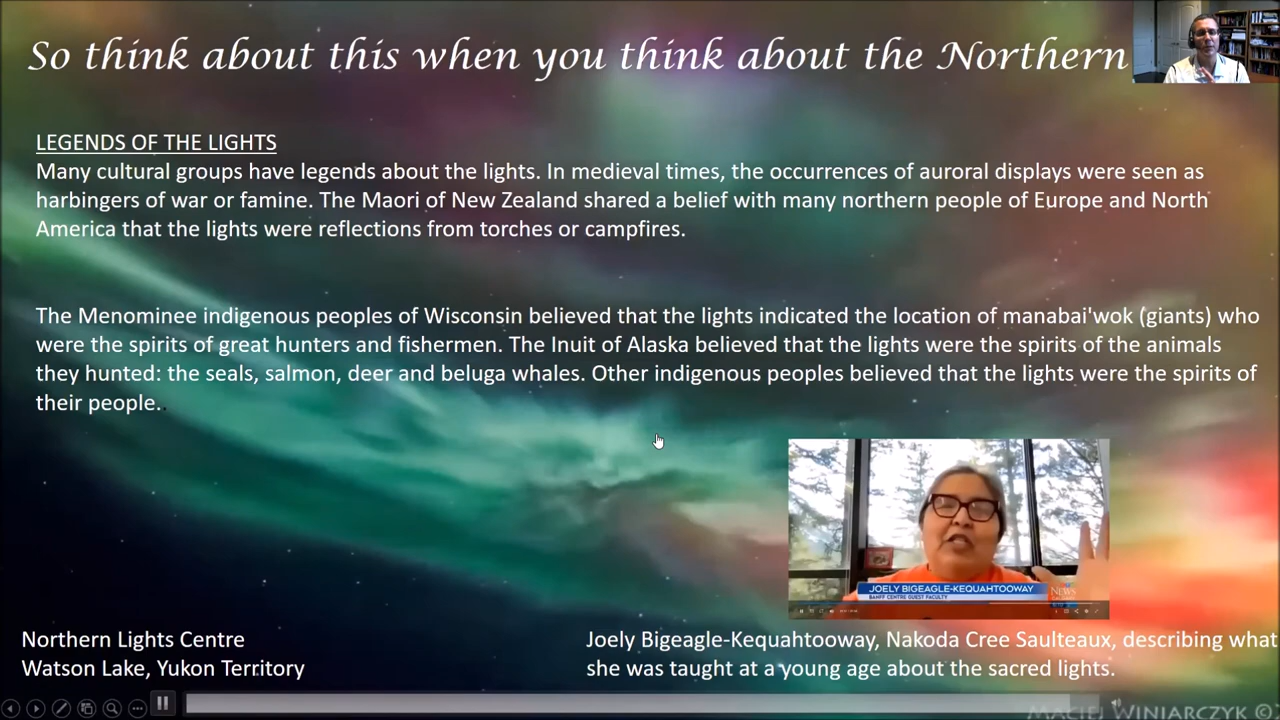 So think about this when you think about the Northern
LEGENDS OF THE LIGHTS
Many cultural groups have legends about the lights. In medieval times, the occurrences of auroral displays were seen as
harbingers of war or famine. The Maori of New Zealand shared a belief with many northern people of Europe and North
America that the lights were reflections from torches or campfires.
The Menominee indigenous peoples of Wisconsin believed that the lights indicated the location of manabai'wok (giants) who
were the spirits of great hunters and fishermen. The Inuit of Alaska believed that the lights were the spirits of the animals
they hunted: the seals, salmon, deer and beluga whales. Other indigenous peoples believed that the lights were the spirits of
their people.
JOELY BIGEAGLE-KEQUAHTOOWAY
BANFF CENTRE GUEST FACULTY
NEWS
Northern Lights Centre
Watson Lake, Yukon Territory
Joely Bigeagle-Kequahtooway, Nakoda Cree Saulteaux, describing what
she was taught at a young age about the sacred lights.
MACIEJ WINIARCZYK ©